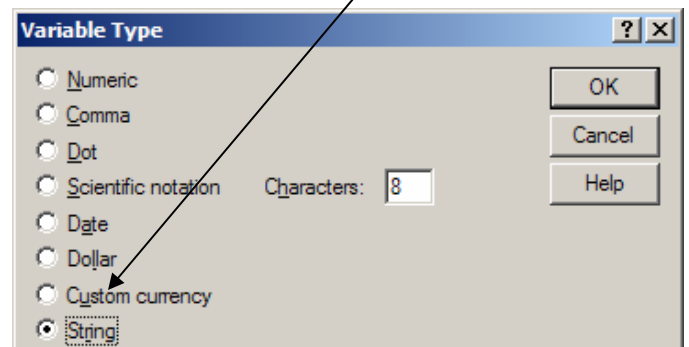 Variable Type
Numeric
Comma
Dot
Scientific notation
Date
Dollar
Custom currency
String
Characters: 8
OK
Cancel
Help